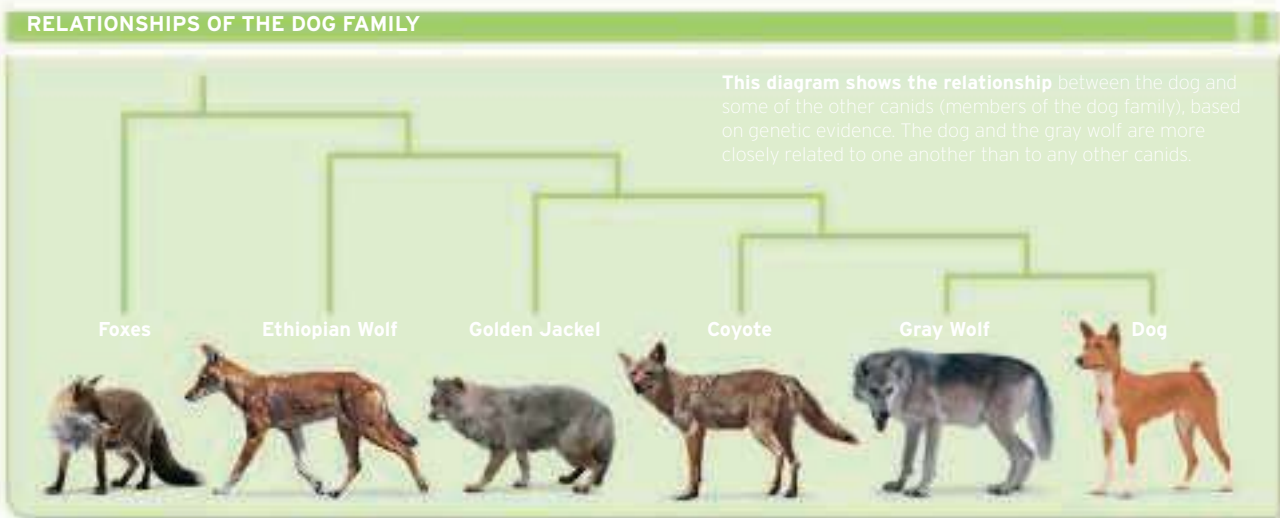 RELATIONSHIPS OF THE DOG FAMILY
This diagram shows the relationship between the dog and
some of the other canids (members of the dog family), based
on genetic evidence. The dog and the gray wolf are more
closely related to one another than to any other canids.
Foxes Ethiopian Wolf Golden Jackel Coyote Gray Wolf Dog